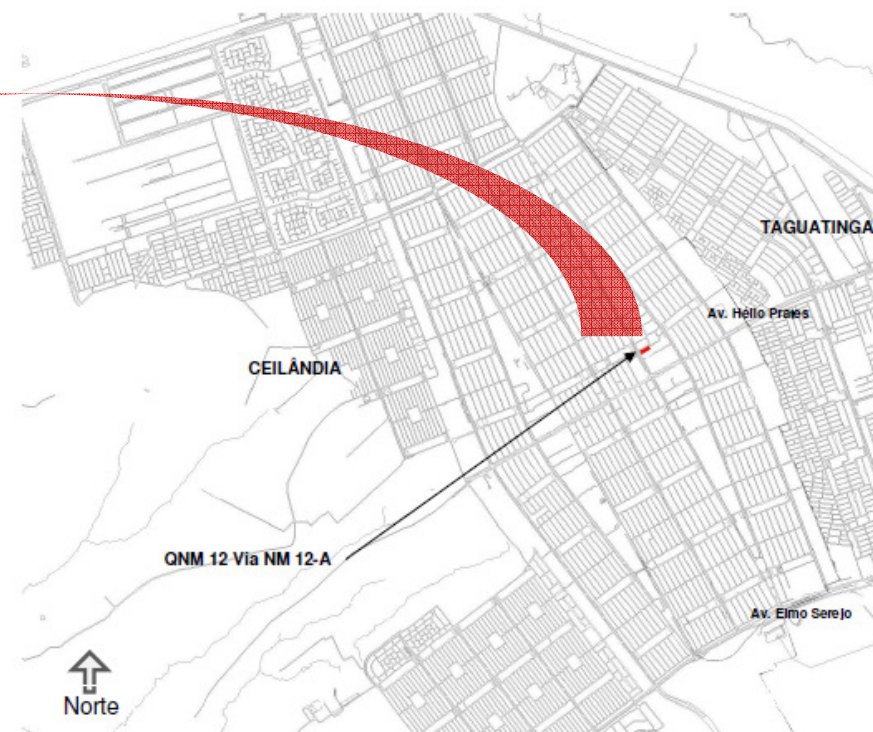 TAGUATINGA
Av. Hélio Prates
CEILÂNDIA
QNM 12 Via NM 12-A
Av. Elmo Serejo
Norte